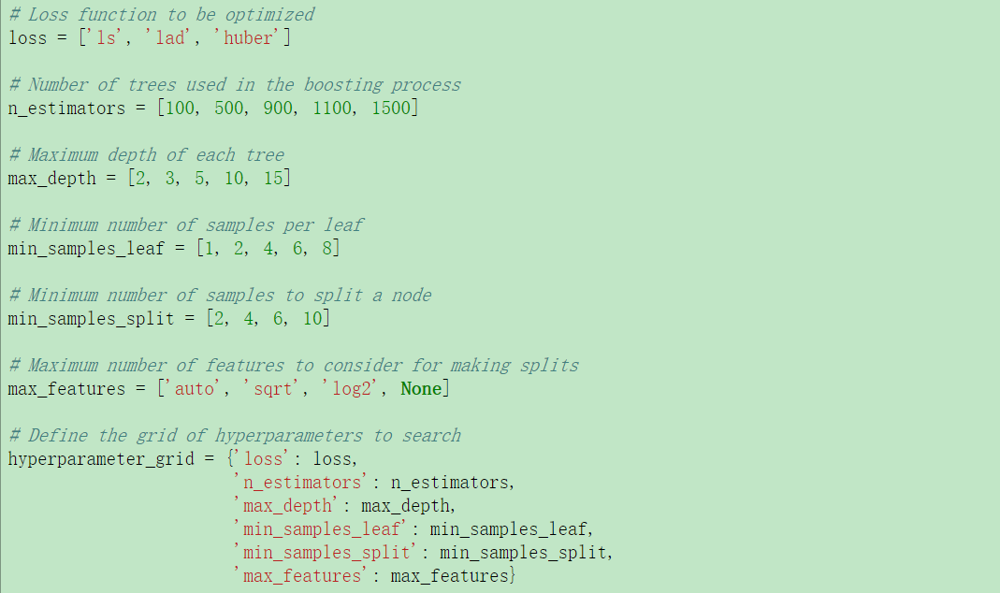 # Loss function to be optimized
loss = ['ls', 'lad', 'huber']
# Number of trees used in the boosting process
n_estimators = [100, 500, 900, 1100, 1500]
# Maximum depth of each tree
max_depth = [2, 3, 5, 10, 15]
# Minimum number of samples per leaf
min_samples_leaf = [1, 2, 4, 6, 8]
# Minimum number of samples to split a node
min_samples_split = [2, 4, 6, 10]
# Maximum number of features to consider for making splits
max_features = ['auto', 'sqrt', 'log2', None]
# Define the grid of hyperparameters to search
hyperparameter_grid = {'loss': loss,
'n_estimators': n_estimators,
'max_depth': max_depth,
'min_samples_leaf': min_samples_leaf,
'min_samples_split': min_samples_split,
'max_features': max_features}